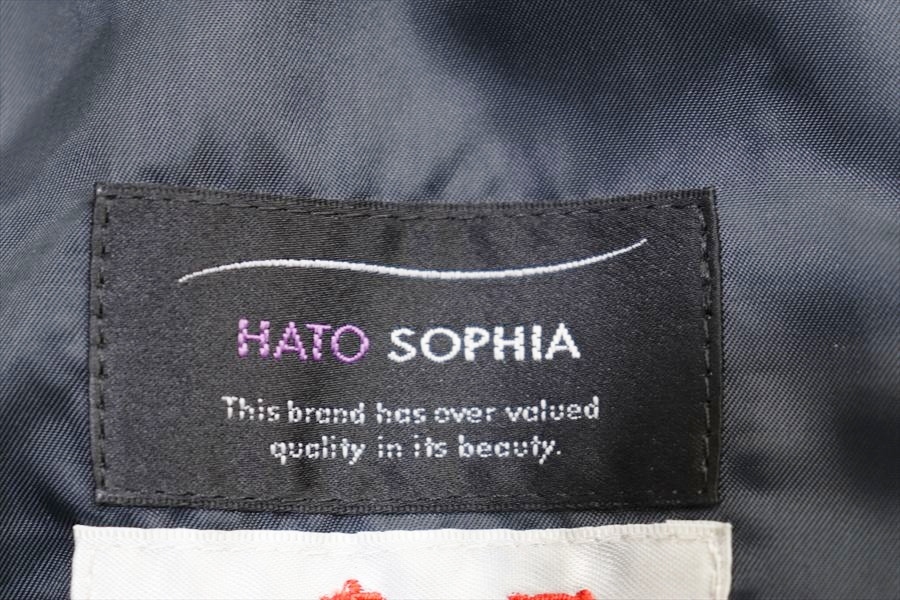 HATO SOPHIA
This brand has over valued
quality in its beauty.